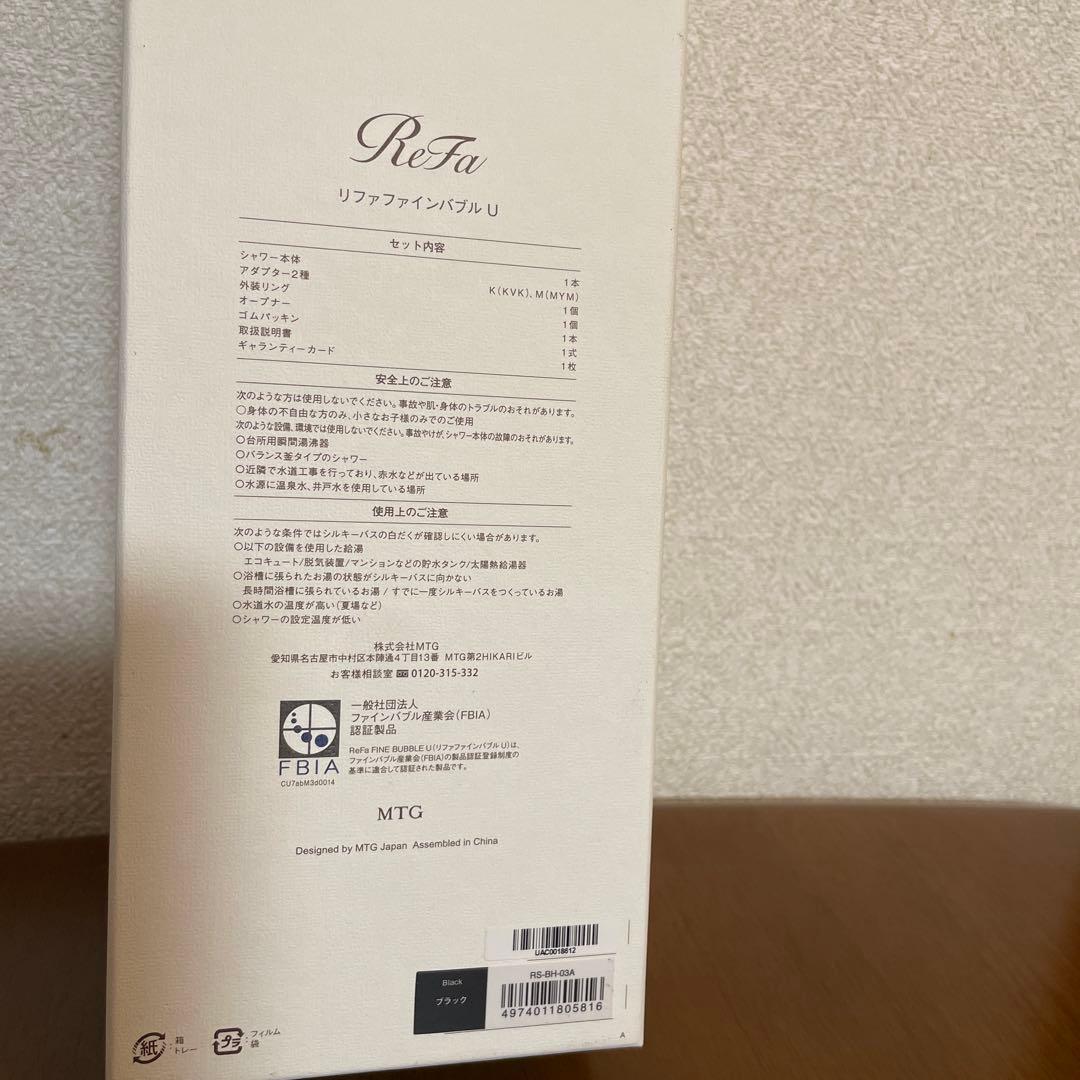 ReFa
リファファインバブル U
セット内容
シャワー本体 1本
アダプター2種 K(KVK)、M(MYM)
外装リング 1個
オープナー 1個
ゴムパッキン 1本
取扱説明書 1式
ギャランティーカード 1枚
安全上のご注意
次のような方は使用しないでください。事故や肌・身体のトラブルのおそれがあります。
○身体の不自由な方のみ、小さなお子様のみでのご使用
次のような設備、環境では使用しないでください。事故やけが、シャワー本体の故障のおそれがあります。
○台所用瞬間湯沸器
○バランス釜タイプのシャワー
○近隣で水道工事を行っており、赤水などが出ている場所
○水源に温泉水、井戸水を使用している場所
使用上のご注意
次のような条件ではシルキーバスの白だくが確認しにくい場合があります。
○以下の設備を使用した給湯
エコキュート/脱気装置/マンションなどの貯水タンク/太陽熱給湯器
○浴槽に張られたお湯の状態がシルキーバスに向かない
長時間浴槽に張られているお湯 / すでに一度シルキーバスをつくっているお湯
○水道水の温度が高い(夏場など)
○シャワーの設定温度が低い
株式会社MTG
愛知県名古屋市中村区本陣通4丁目13番 MTG第2HIKARIビル
お客様相談室 0120-315-332
一般社団法人
ファインバブル産業会(FBIA)
認証製品
FBIA
CU7abM3d0014
ReFa FINE BUBBLE U(リファファインバブル U)は、
ファインバブル産業会(FBIA)の製品認証登録制度の
基準に適合して認証された製品です。
MTG
Designed by MTG Japan Assembled in China
UAC0018612
Black
ブラック
RS-BH-03A
4974011805816
A
紙 : 箱
トレー
プラ : フィルム
袋